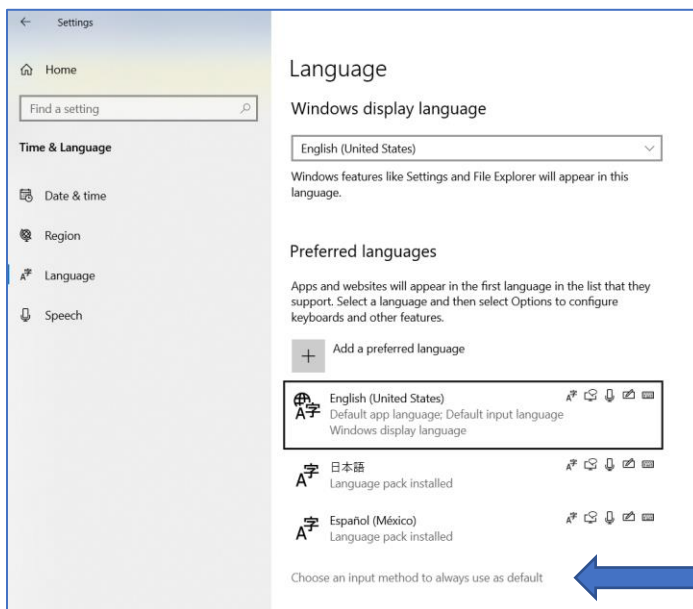 Settings
Home
Find a setting
Time & Language
Date & time
Region
Language
Speech
Language
Windows display language
English (United States)
Windows features like Settings and File Explorer will appear in this
language.
Preferred languages
Apps and websites will appear in the first language in the list that they
support. Select a language and then select Options to configure
keyboards and other features.
Add a preferred language
English (United States)
Default app language; Default input language
Windows display language
日本語
Language pack installed
Español (México)
Language pack installed
Choose an input method to always use as default